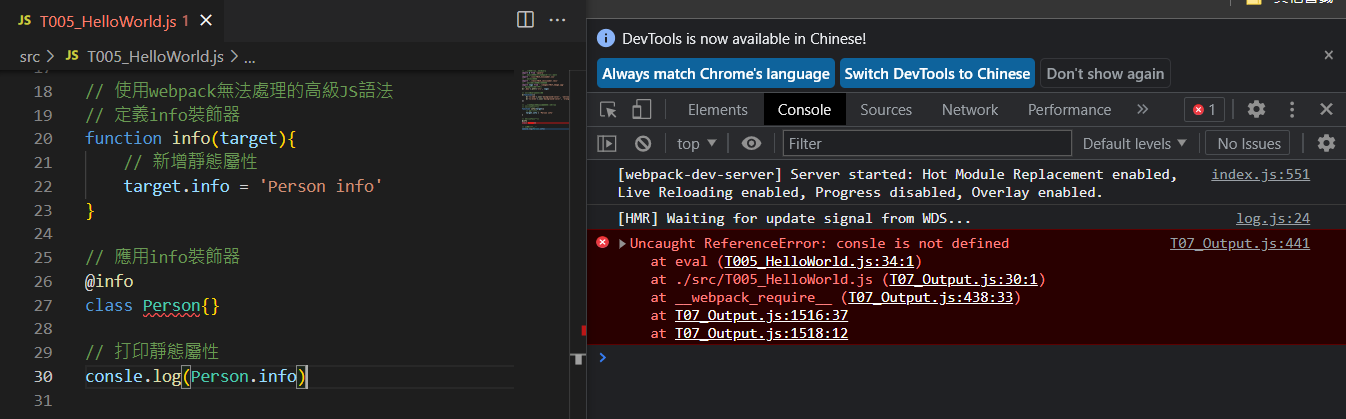 JS T005_HelloWorld.js 1
src > JS T005_HelloWorld.js > ...
18 // 使用webpack無法處理的高級JS語法
19 // 定義info裝飾器
20 function info(target){
21 // 新增靜態屬性
22 target.info = 'Person info'
23 }
24
25 // 應用info裝飾器
26 @info
27 class Person{}
28
29 // 打印靜態屬性
30 consle.log(Person.info)
31
DevTools is now available in Chinese!
Always match Chrome's language Switch DevTools to Chinese Don't show again
Elements Console Sources Network Performance » 1
top Filter Default levels No Issues
[webpack-dev-server] Server started: Hot Module Replacement enabled, index.js:551
Live Reloading enabled, Progress disabled, Overlay enabled.
[HMR] Waiting for update signal from WDS... log.js:24
Uncaught ReferenceError: consle is not defined T07_Output.js:441
at eval (T005_HelloWorld.js:34:1)
at ./src/T005_HelloWorld.js (T07_Output.js:30:1)
at __webpack_require__ (T07_Output.js:438:33)
at T07_Output.js:1516:37
at T07_Output.js:1518:12